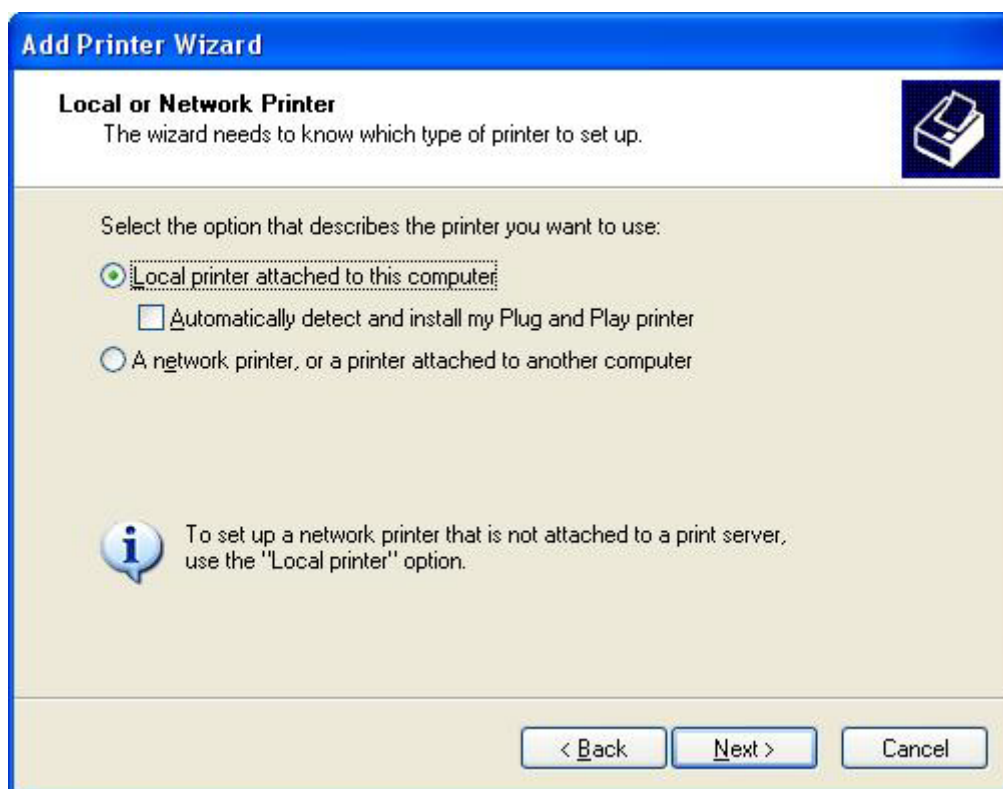 Add Printer Wizard
Local or Network Printer
The wizard needs to know which type of printer to set up.
Select the option that describes the printer you want to use:
Local printer attached to this computer
Automatically detect and install my Plug and Play printer
A network printer, or a printer attached to another computer
To set up a network printer that is not attached to a print server,
use the "Local printer" option.
< Back
Next >
Cancel